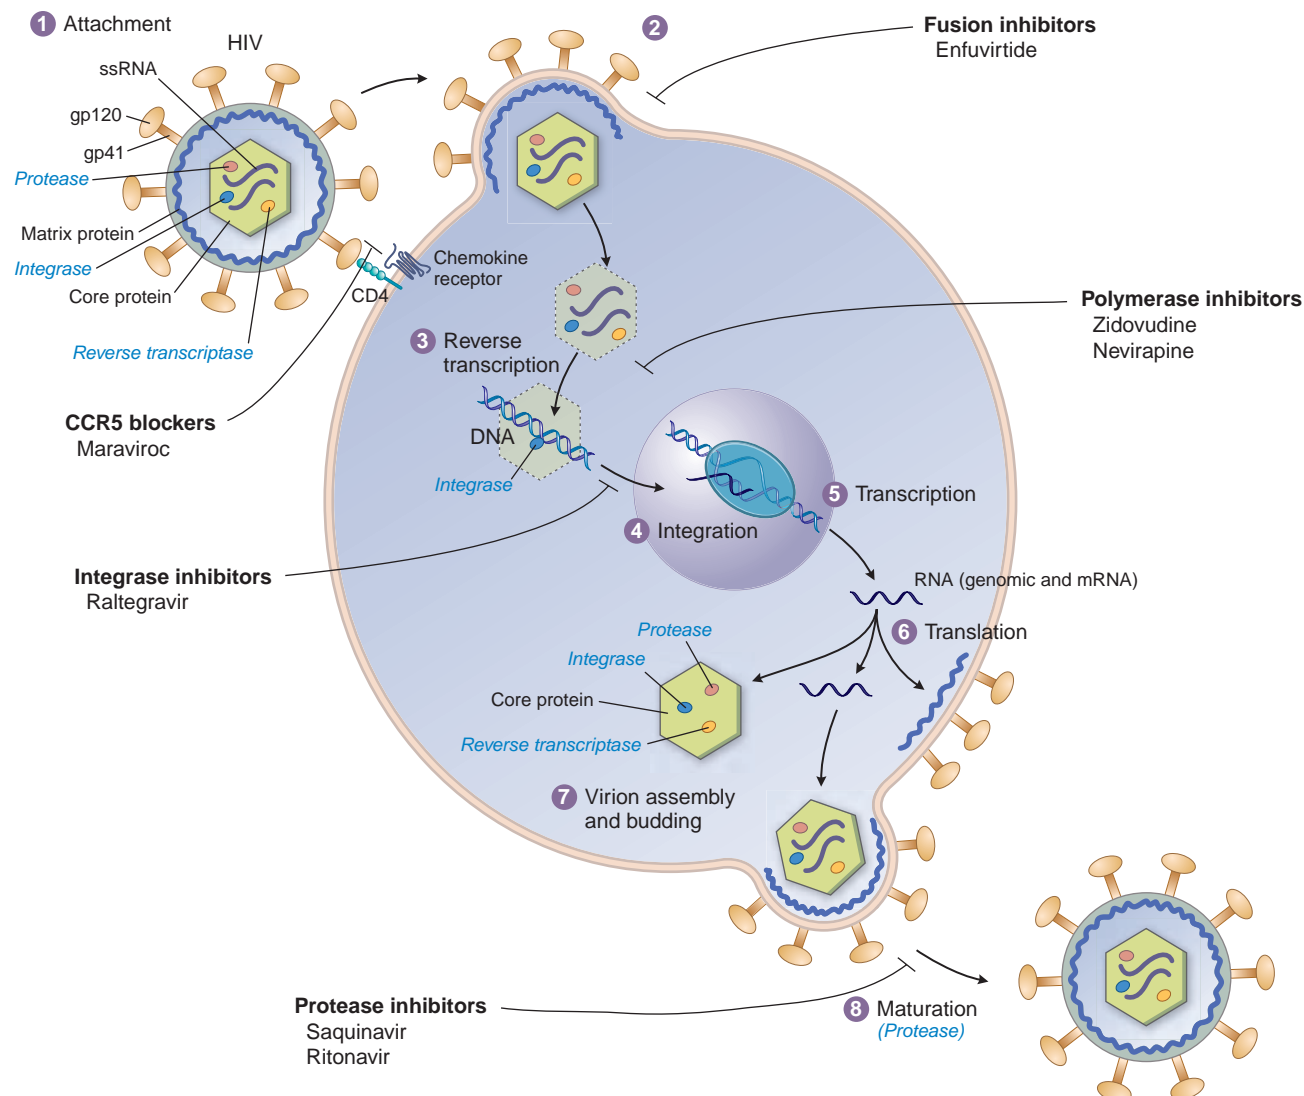 1 Attachment
HIV
ssRNA
gp120
gp41
Protease
Matrix protein
Integrase
Core protein
Reverse transcriptase
CD4
Chemokine
receptor
CCR5 blockers
Maraviroc
2
Fusion inhibitors
Enfuvirtide
3 Reverse
transcription
Polymerase inhibitors
Zidovudine
Nevirapine
DNA
Integrase
4 Integration
5 Transcription
Integrase inhibitors
Raltegravir
RNA (genomic and mRNA)
6 Translation
Protease
Integrase
Core protein
Reverse transcriptase
7 Virion assembly
and budding
Protease inhibitors
Saquinavir
Ritonavir
8 Maturation
(Protease)